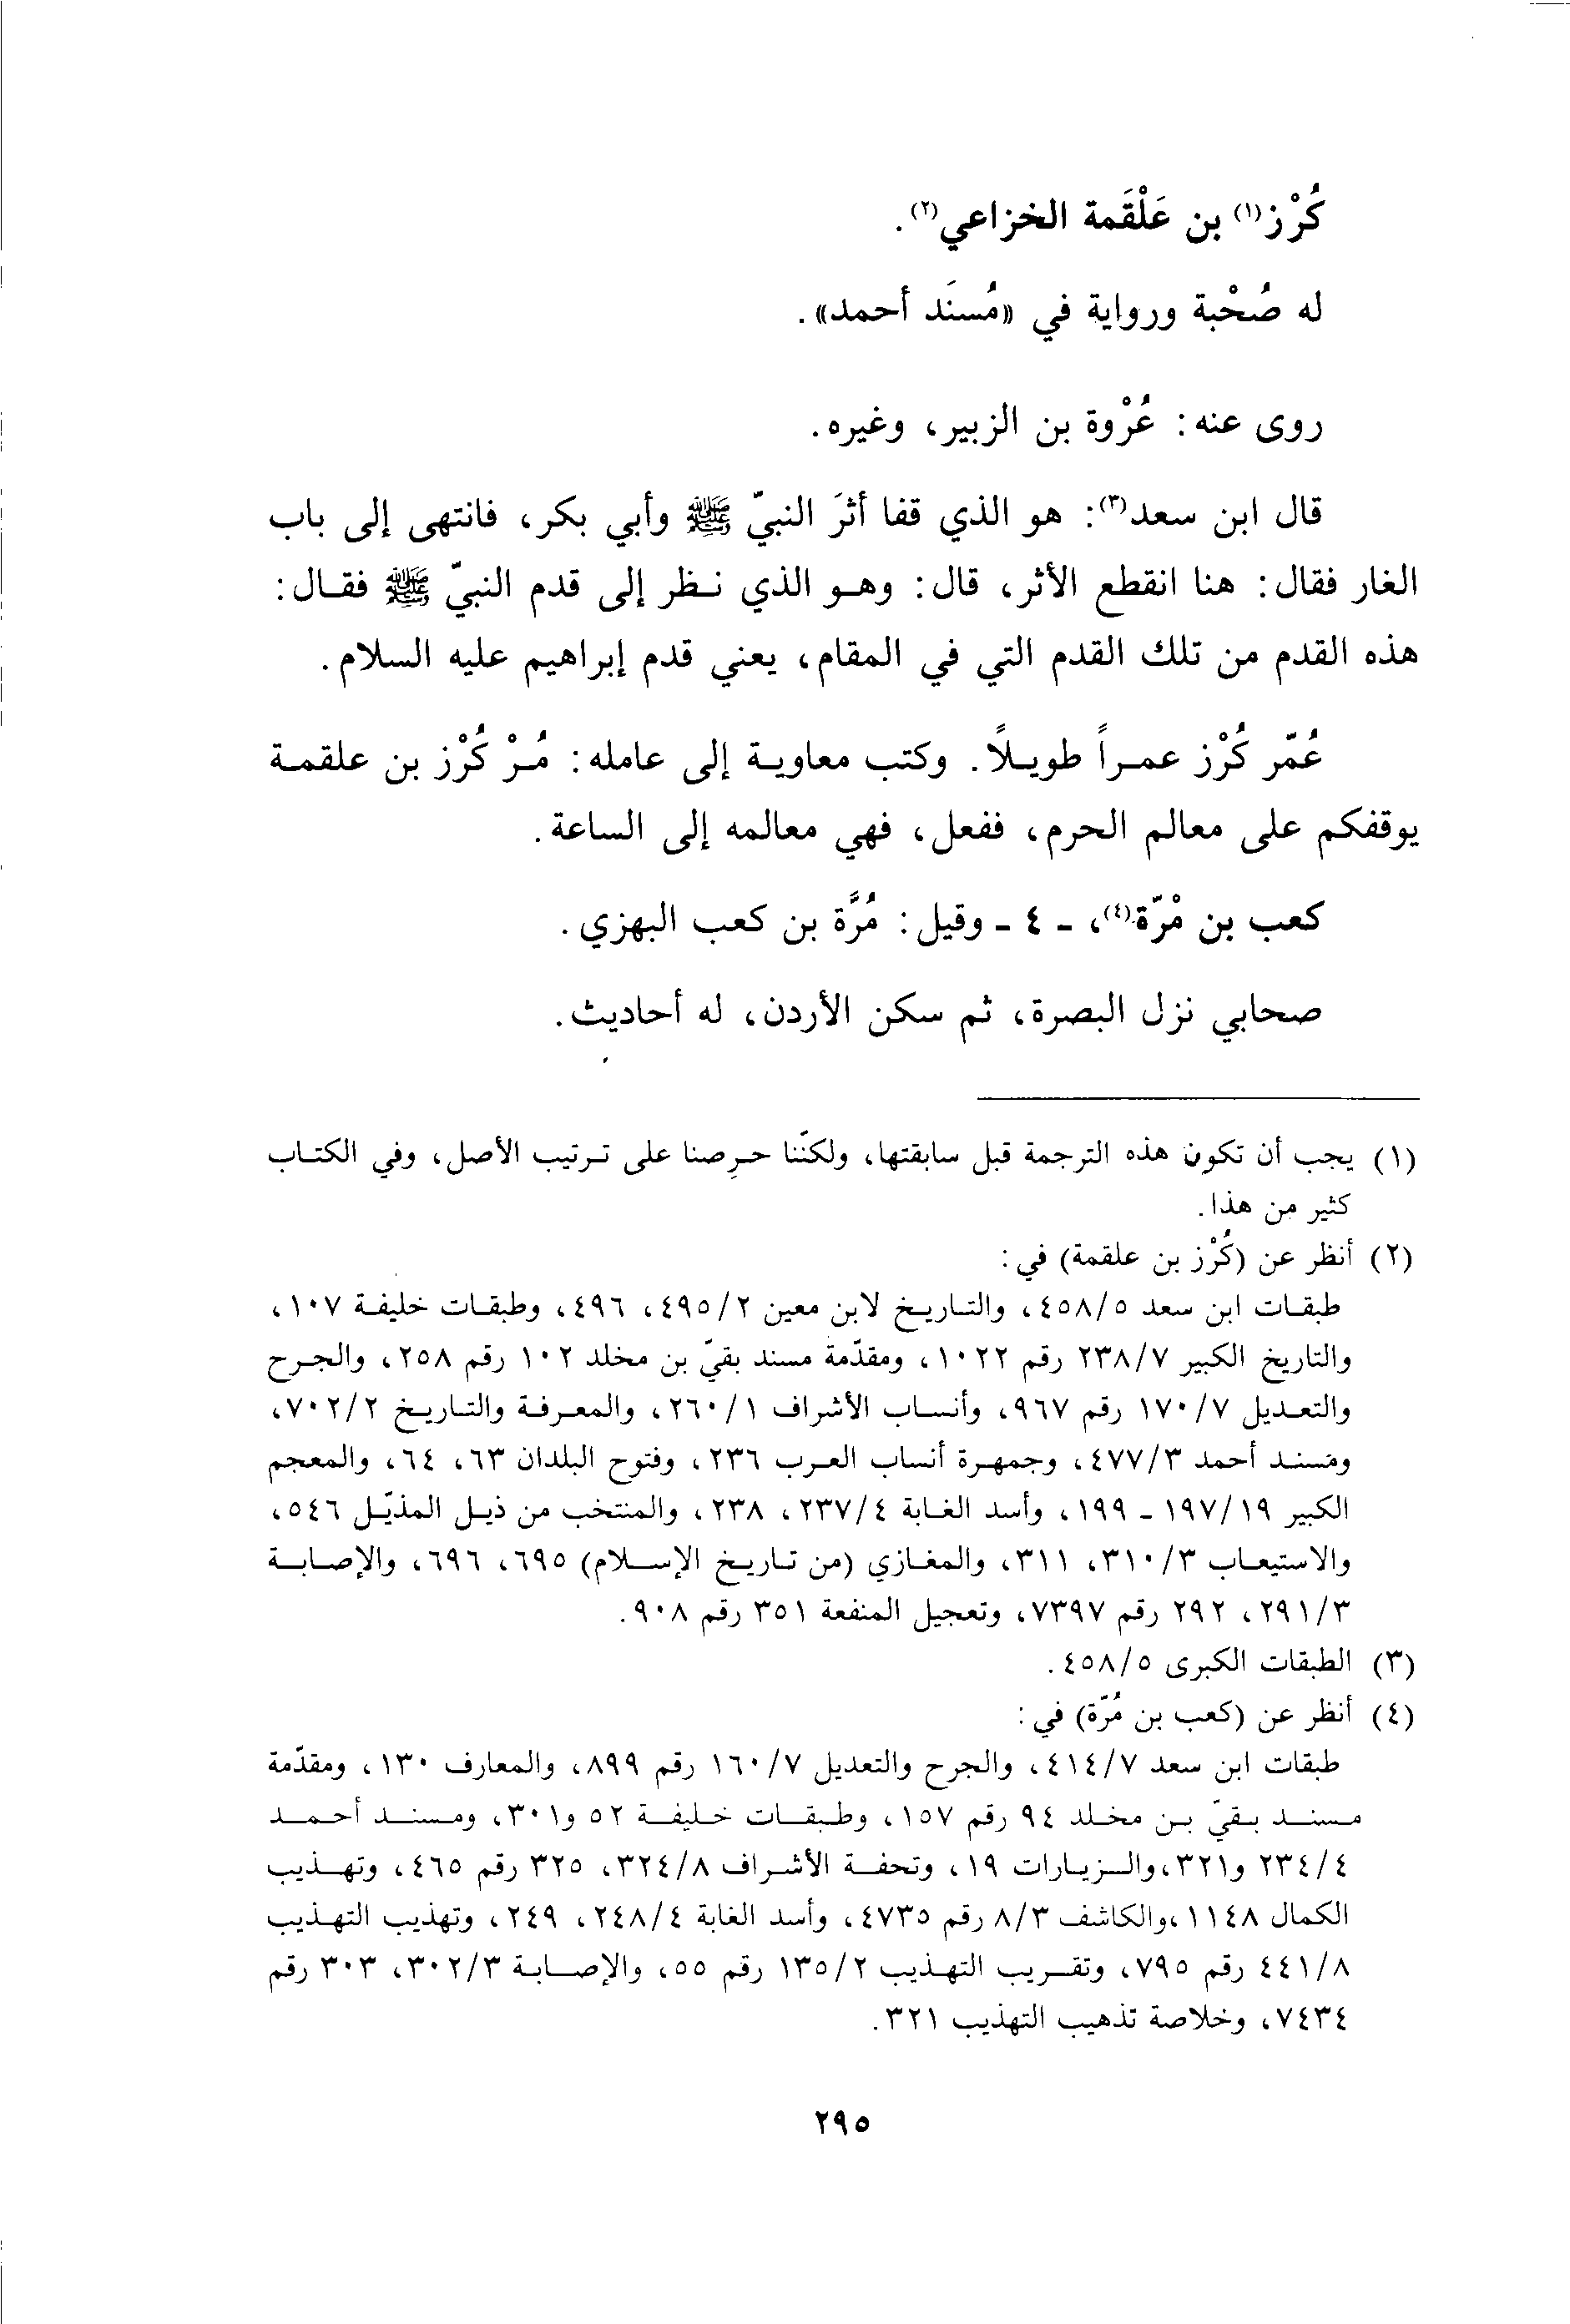 كُرْز(١) بن عَلْقَمة الخزاعي(٢).
له صُحْبة ورواية في «مُسنَد أحمد».
روى عنه: عُرْوة بن الزبير، وغيره.
قال ابن سعد(٣): هو الذي قفا أثرَ النبيّ ﷺ وأبي بكر، فانتهى إلى باب
الغار فقال: هنا انقطع الأثر، قال: وهو الذي نظر إلى قدم النبيّ ﷺ فقال:
هذه القدم من تلك القدم التي في المقام، يعني قدم إبراهيم عليه السلام.
عُمّر كُرْز عمراً طويلاً. وكتب معاوية إلى عامله: مُرْ كُرْز بن علقمة
يوقفكم على معالم الحرم، ففعل، فهي معالمه إلى الساعة.
كعب بن مْرّة(٤)، - ٤ - وقيل: مُرَّة بن كعب البهزي.
صحابي نزل البصرة، ثم سكن الأردن، له أحاديث.
(١) يجب أن تكون هذه الترجمة قبل سابقتها، ولكنّنا حرِصنا على ترتيب الأصل، وفي الكتاب
كثير من هذا.
(٢) أنظر عن (كُرْز بن علقمة) في:
طبقات ابن سعد ٤٥٨/٥، والتاريخ لابن معين ٤٩٥/٢، ٤٩٦، وطبقات خليفة ١٠٧،
والتاريخ الكبير ٢٣٨/٧ رقم ١٠٢٢، ومقدّمة مسند بقيّ بن مخلد ١٠٢ رقم ٢٥٨، والجرح
والتعديل ١٧٠/٧ رقم ٩٦٧، وأنساب الأشراف ٢٦٠/١، والمعرفة والتاريخ ٧٠٢/٢،
ومسند أحمد ٤٧٧/٣، وجمهرة أنساب العرب ٢٣٦، وفتوح البلدان ٦٣، ٦٤، والمعجم
الكبير ١٩٧/١٩ - ١٩٩، وأسد الغابة ٢٣٧/٤، ٢٣٨، والمنتخب من ذيل المذيّل ٥٤٦،
والاستيعاب ٣١٠/٣، ٣١١، والمغازي (من تاريخ الإسلام) ٦٩٥، ٦٩٦، والإصابة
٢٩١/٣، ٢٩٢ رقم ٧٣٩٧، وتعجيل المنفعة ٣٥١ رقم ٩٠٨.
(٣) الطبقات الكبرى ٤٥٨/٥.
(٤) أنظر عن (كعب بن مُرّة) في:
طبقات ابن سعد ٤١٤/٧، والجرح والتعديل ١٦٠/٧ رقم ٨٩٩، والمعارف ١٣٠، ومقدّمة
مسند بقيّ بن مخلد ٩٤ رقم ١٥٧، وطبقات خليفة ٥٢ و٣٠١، ومسند أحمد
٢٣٤/٤ و٣٢١،والزيارات ١٩، وتحفة الأشراف ٣٢٤/٨، ٣٢٥ رقم ٤٦٥، وتهذيب
الكمال ١١٤٨،والكاشف ٨/٣ رقم ٤٧٣٥، وأسد الغابة ٢٤٨/٤، ٢٤٩، وتهذيب التهذيب
٤٤١/٨ رقم ٧٩٥، وتقريب التهذيب ١٣٥/٢ رقم ٥٥، والإصابة ٣٠٢/٣، ٣٠٣ رقم
٧٤٣٤، وخلاصة تذهيب التهذيب ٣٢١.
٢٩٥